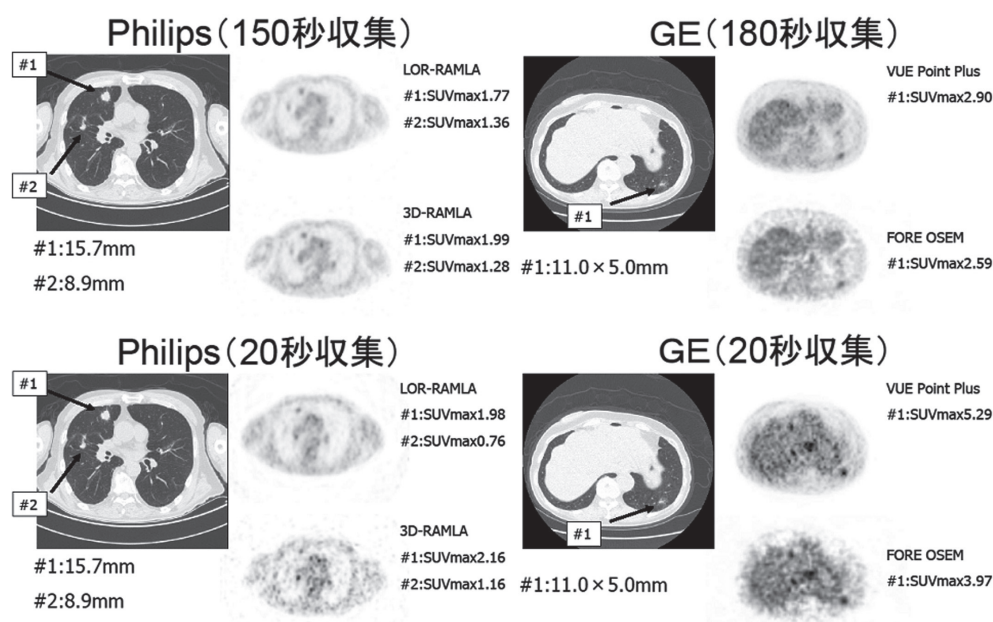 Philips(150秒収集)
#1
#2
LOR-RAMLA
#1:SUVmax1.77
#2:SUVmax1.36
3D-RAMLA
#1:SUVmax1.99
#2:SUVmax1.28
#1:15.7mm
#2:8.9mm
GE(180秒収集)
VUE Point Plus
#1:SUVmax2.90
#1
FORE OSEM
#1:SUVmax2.59
#1:11.0×5.0mm
Philips(20秒収集)
#1
#2
LOR-RAMLA
#1:SUVmax1.98
#2:SUVmax0.76
3D-RAMLA
#1:SUVmax2.16
#2:SUVmax1.16
#1:15.7mm
#2:8.9mm
GE(20秒収集)
VUE Point Plus
#1:SUVmax5.29
#1
FORE OSEM
#1:SUVmax3.97
#1:11.0×5.0mm